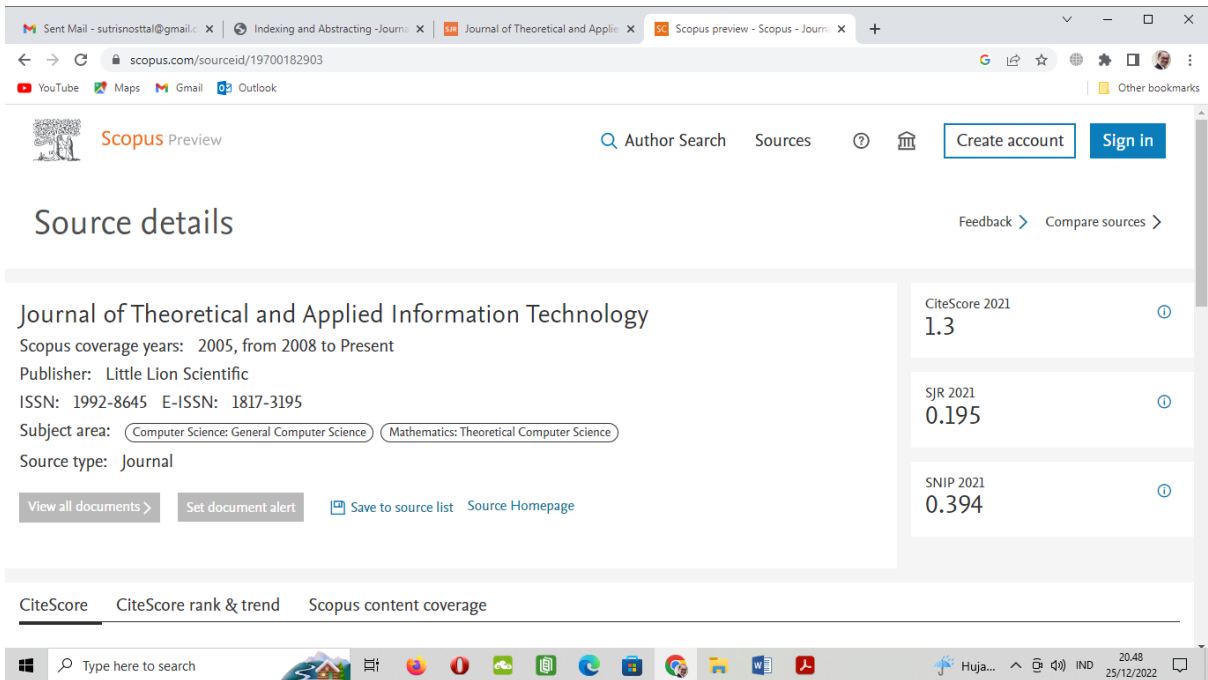 Sent Mail - sutrisnosttal@gmail.c
Indexing and Abstracting -Journa
SJR Journal of Theoretical and Applie
SC Scopus preview - Scopus - Journ
scopus.com/sourceid/19700182903
YouTube Maps Gmail Outlook Other bookmarks
Scopus Preview
Author Search Sources Create account Sign in
Source details
Feedback Compare sources
Journal of Theoretical and Applied Information Technology
Scopus coverage years: 2005, from 2008 to Present
Publisher: Little Lion Scientific
ISSN: 1992-8645 E-ISSN: 1817-3195
Subject area: Computer Science: General Computer Science Mathematics: Theoretical Computer Science
Source type: Journal
View all documents Set document alert Save to source list Source Homepage
CiteScore 2021
1.3
SJR 2021
0.195
SNIP 2021
0.394
CiteScore CiteScore rank & trend Scopus content coverage
Type here to search
Huja... IND
20.48
25/12/2022